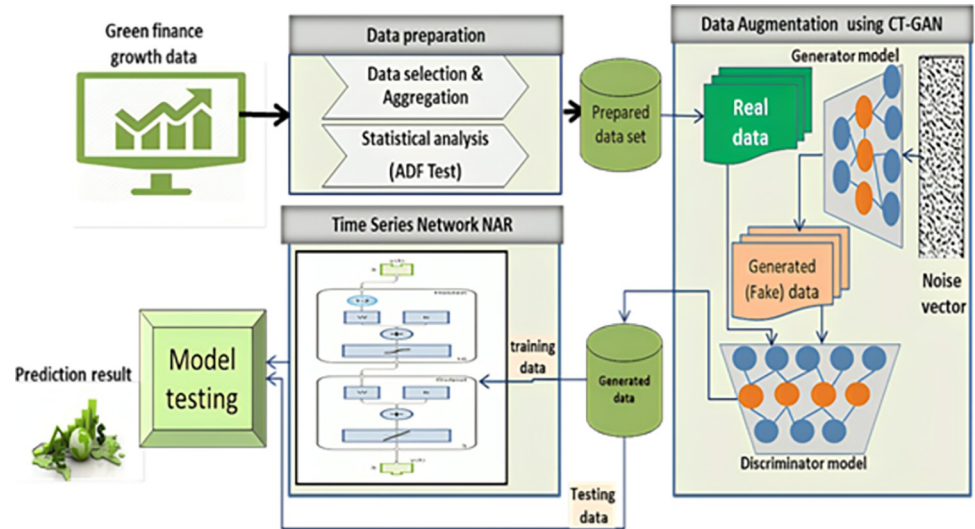 Green finance
growth data
Data preparation
Data selection &
Aggregation
Statistical analysis
(ADF Test)
Prepared
data set
Data Augmentation using CT-GAN
Generator model
Real
data
Generated
(Fake) data
Noise
vector
Discriminator model
Time Series Network NAR
training
data
Generated
data
Testing
data
Model
testing
Prediction result